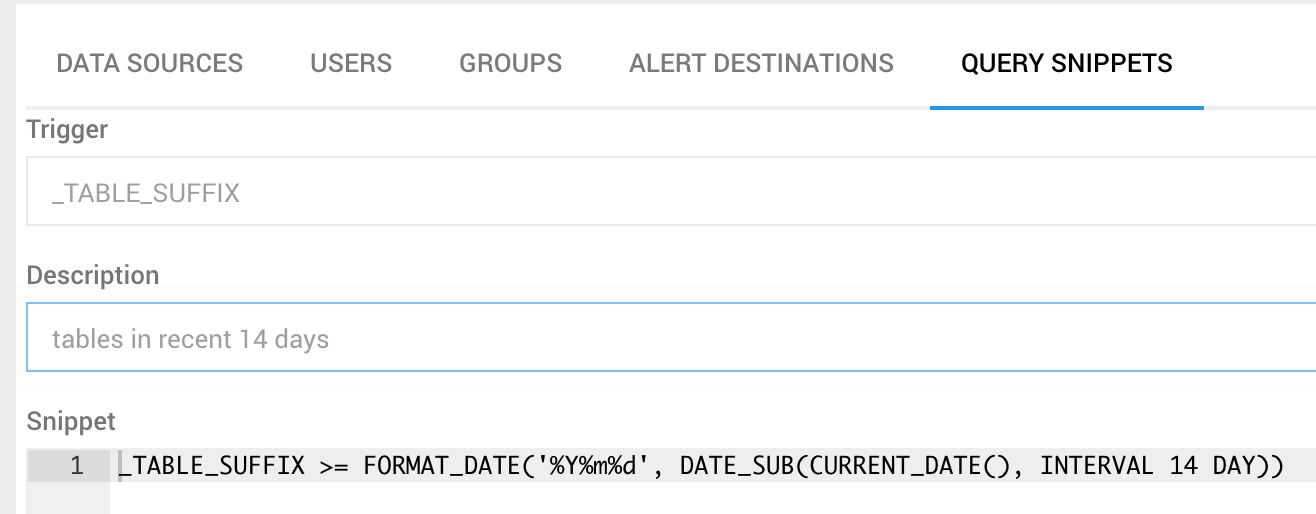 DATA SOURCES USERS GROUPS ALERT DESTINATIONS QUERY SNIPPETS
Trigger
_TABLE_SUFFIX
Description
tables in recent 14 days
Snippet
1 _TABLE_SUFFIX >= FORMAT_DATE('%Y%m%d', DATE_SUB(CURRENT_DATE(), INTERVAL 14 DAY))